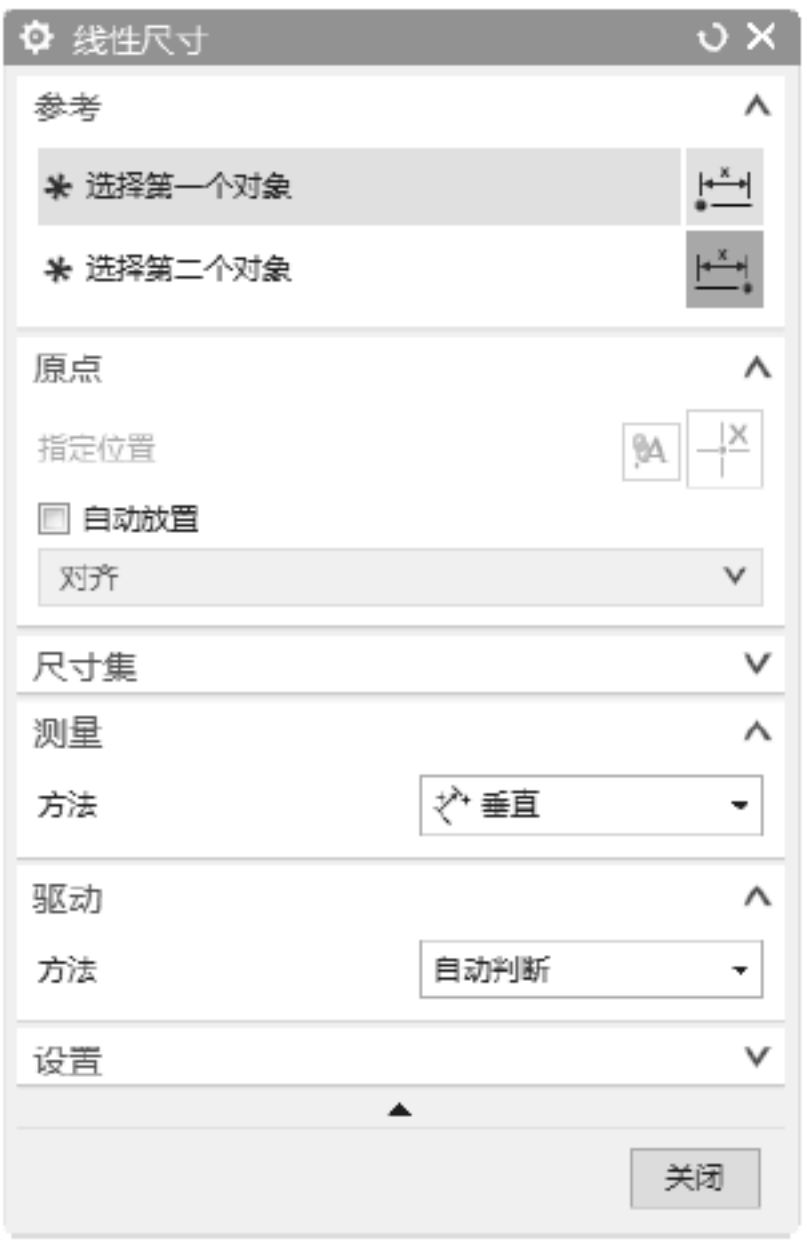 线性尺寸
参考
* 选择第一个对象
* 选择第二个对象
原点
指定位置
自动放置
对齐
尺寸集
测量
方法 垂直
驱动
方法 自动判断
设置
关闭